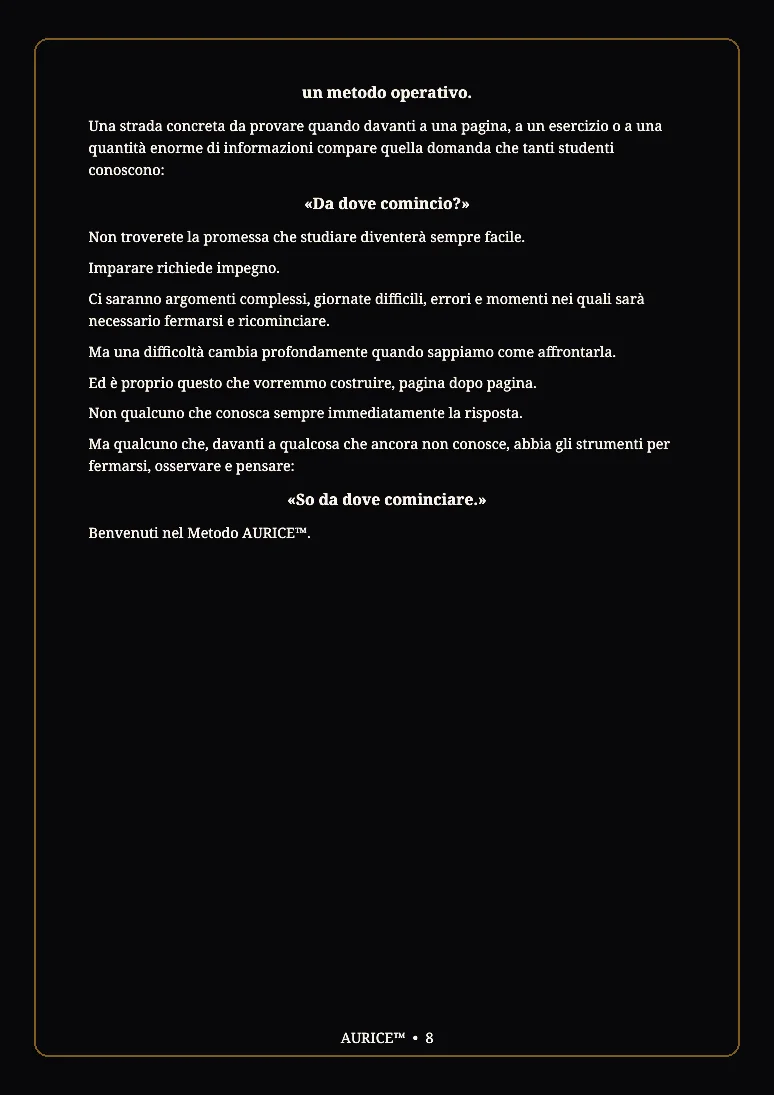 un metodo operativo.
Una strada concreta da provare quando davanti a una pagina, a un esercizio o a una
quantità enorme di informazioni compare quella domanda che tanti studenti
conoscono:
«Da dove comincio?»
Non troverete la promessa che studiare diventerà sempre facile.
Imparare richiede impegno.
Ci saranno argomenti complessi, giornate difficili, errori e momenti nei quali sarà
necessario fermarsi e ricominciare.
Ma una difficoltà cambia profondamente quando sappiamo come affrontarla.
Ed è proprio questo che vorremmo costruire, pagina dopo pagina.
Non qualcuno che conosca sempre immediatamente la risposta.
Ma qualcuno che, davanti a qualcosa che ancora non conosce, abbia gli strumenti per
fermarsi, osservare e pensare:
«So da dove cominciare.»
Benvenuti nel Metodo AURICE™.
AURICE™ • 8